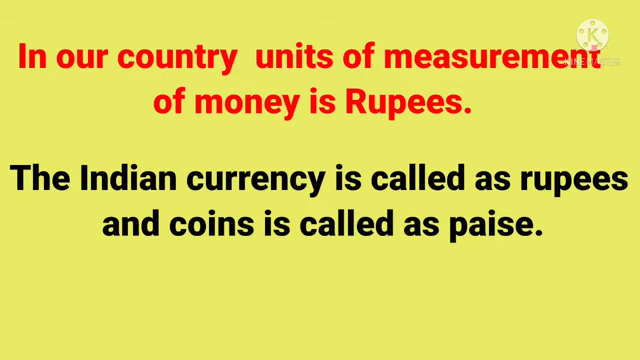 In our country units of measurement
of money is Rupees.
The Indian currency is called as rupees
and coins is called as paise.
K
KINEMASTER